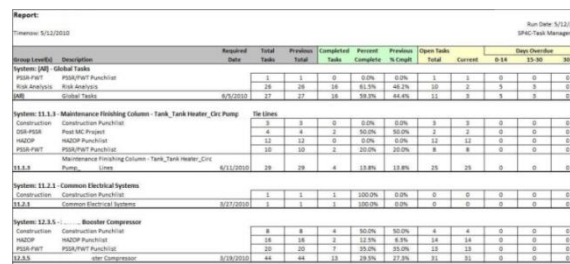 Report:
Run Date: 5/12/
Timenow: 5/12/2010 SP4C-Task Manager
Required Total Previous Completed Percent Previous Open Tasks Days Overdue
Group Level(s) Description Date Tasks Total Tasks Complete % Cmplt Total Current 0-14 15-30 30
System: (All) - Global Tasks
PSSR-FWT PSSR/FWT Punchlist 1 1 0 0.0% 0.0% 1 1 0 0 0
Risk Analysis Risk Analysis 26 26 16 61.5% 46.2% 10 2 5 3
(All) Global Tasks 6/5/2010 27 27 16 59.3% 44.4% 11 3 5 3
System: 11.1.3 - Maintenance Finishing Column - Tank_Tank Heater_Circ Pump Tie Lines
Construction Construction Punchlist 3 3 0 0.0% 0.0% 3 3 0 0 0
DSR-PSSR Post MC Project 4 4 2 50.0% 50.0% 2 2 0 0 0
HAZOP HAZOP Punchlist 12 12 0 0.0% 0.0% 12 12 0 0 0
PSSR-FWT PSSR/FWT Punchlist 10 10 2 20.0% 20.0% 8 8 0 0 0
Maintenance Finishing Column - Tank_Tank Heater_Circ
11.1.3 Pump_ Lines 6/11/2010 29 29 4 13.8% 13.8% 25 25 0 0 0
System: 11.2.1 - Common Electrical Systems
Construction Construction Punchlist 1 1 1 100.0% 0.0% 0 0 0 0 0
11.2.1 Common Electrical Systems 3/27/2010 1 1 1 100.0% 0.0% 0 0 0 0 0
System: 12.3.5 - Booster Compressor
Construction Construction Punchlist 8 8 4 50.0% 50.0% 4 4 0 0 0
HAZOP HAZOP Punchlist 16 16 2 12.5% 6.3% 14 14 0 0 0
PSSR-FWT PSSR/FWT Punchlist 20 20 7 35.0% 35.0% 13 13 0 0 0
12.3.5 ster Compressor 3/19/2010 44 44 13 29.5% 27.3% 31 31 0 0 0